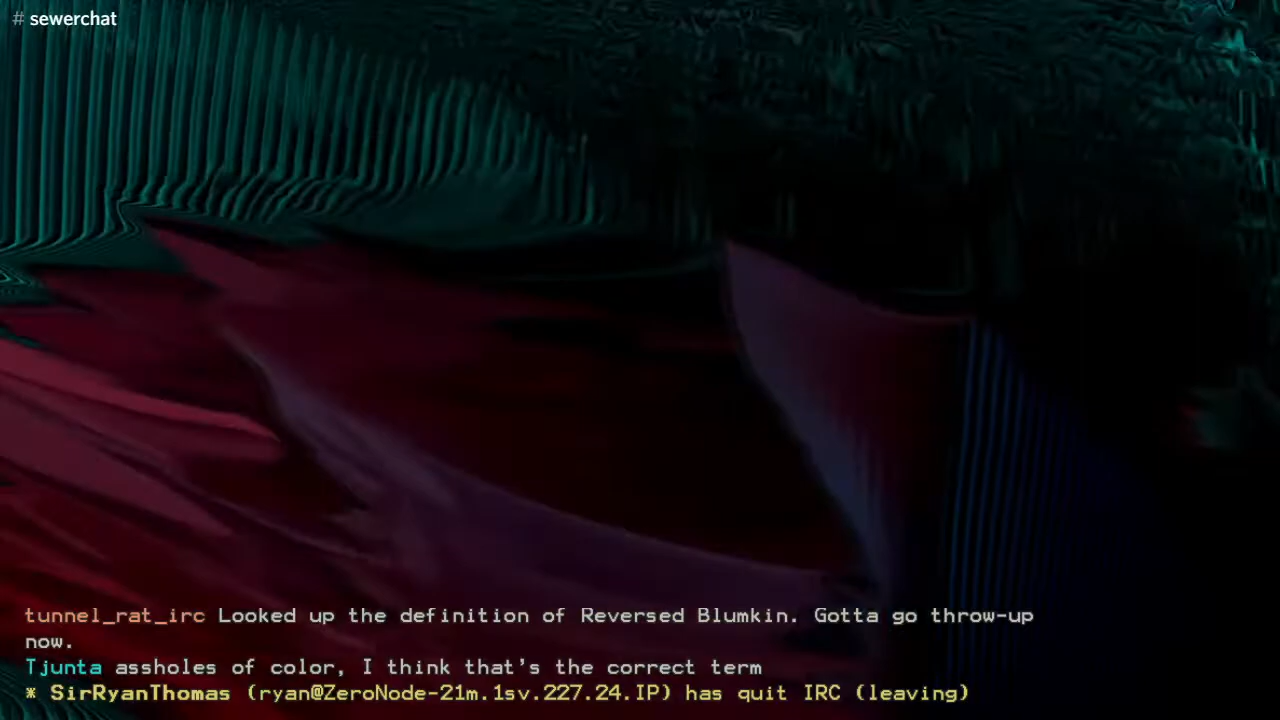 # sewerchat
tunnel_rat_irc Looked up the definition of Reversed Blumkin. Gotta go throw-up
now.
Tjunta assholes of color, I think that's the correct term
* SirRyanThomas (ryan@ZeroNode-21m.1sv.227.24.IP) has quit IRC (leaving)